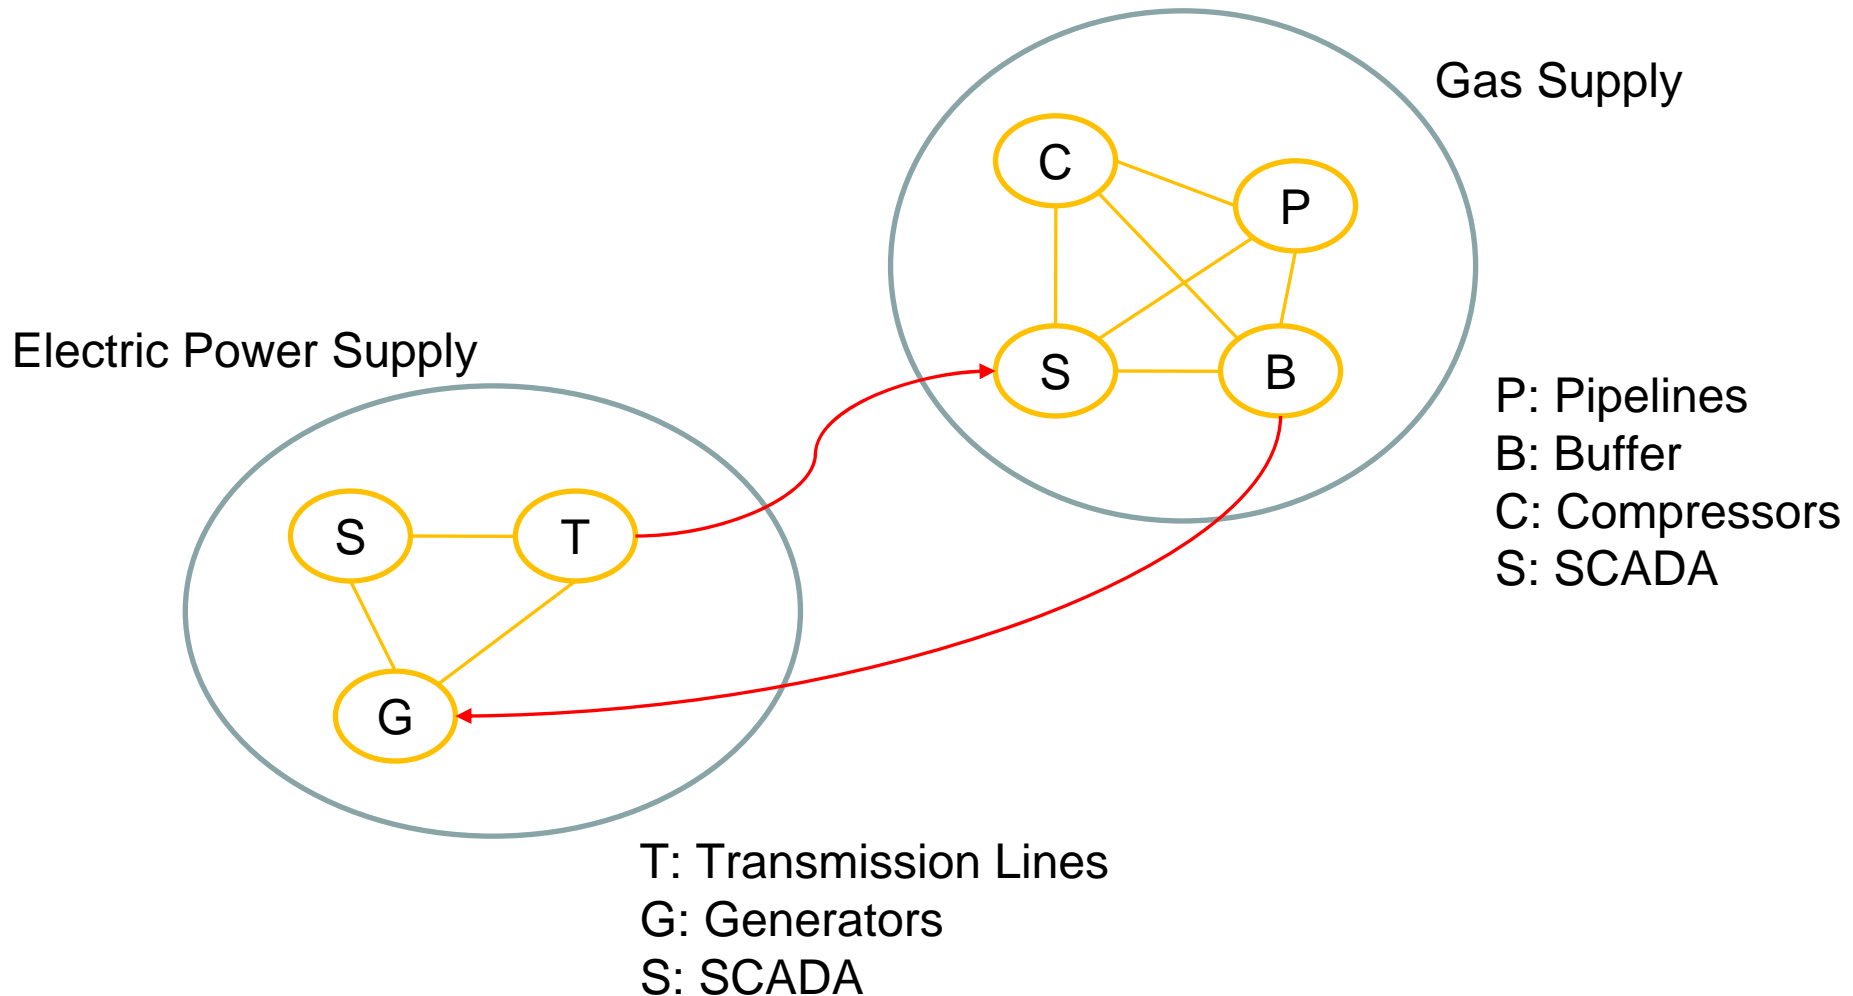 Gas Supply
C
P
S
B
Electric Power Supply
S
T
G
P: Pipelines
B: Buffer
C: Compressors
S: SCADA
T: Transmission Lines
G: Generators
S: SCADA